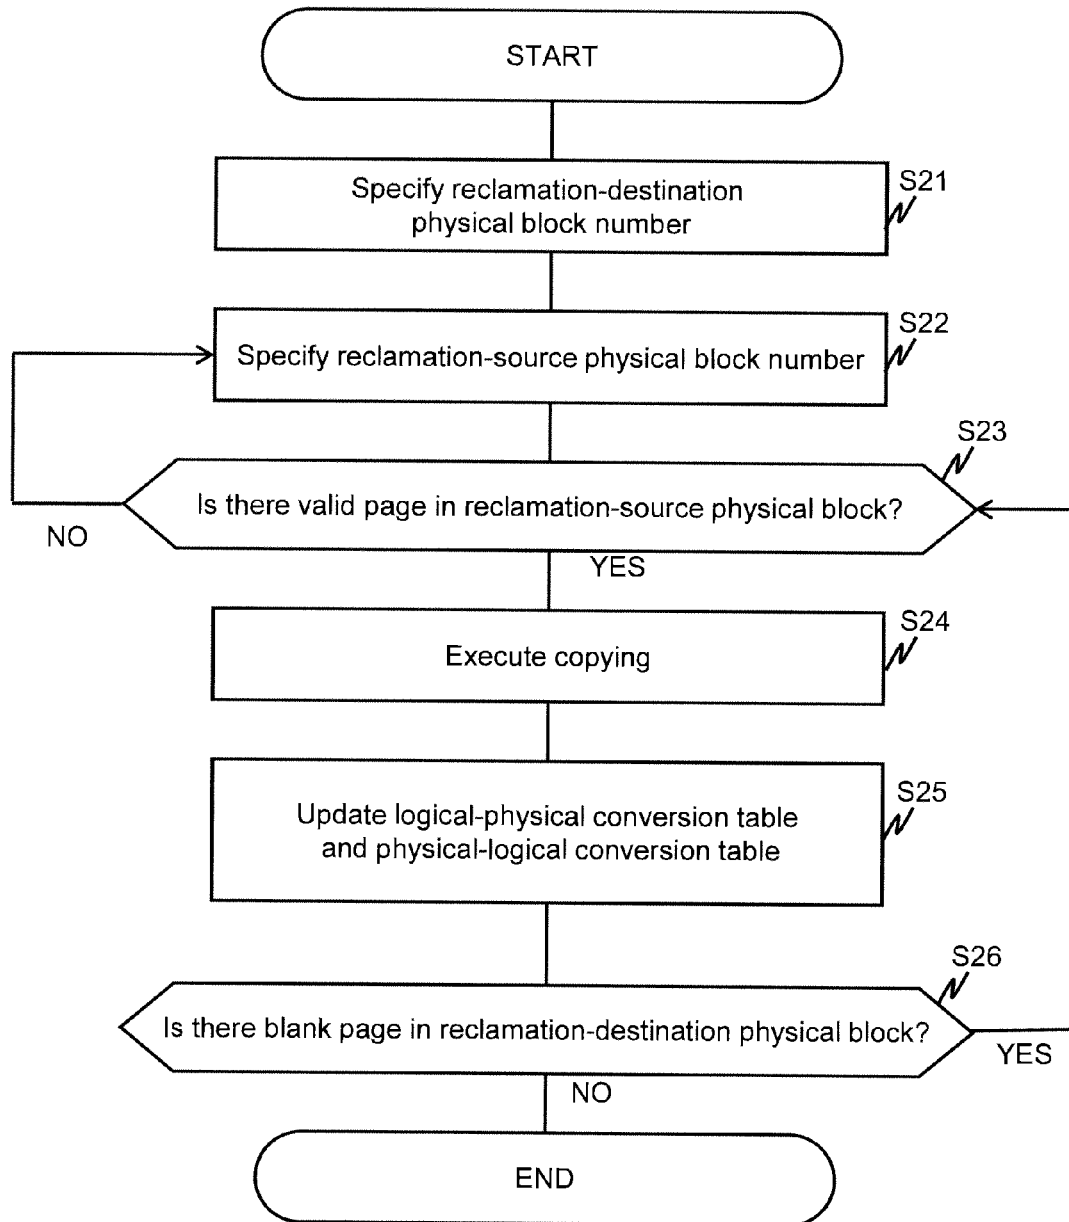 START
Specify reclamation-destination
physical block number
S21
Specify reclamation-source physical block number
S22
S23
Is there valid page in reclamation-source physical block?
NO
YES
S24
Execute copying
S25
Update logical-physical conversion table
and physical-logical conversion table
S26
Is there blank page in reclamation-destination physical block?
YES
NO
END